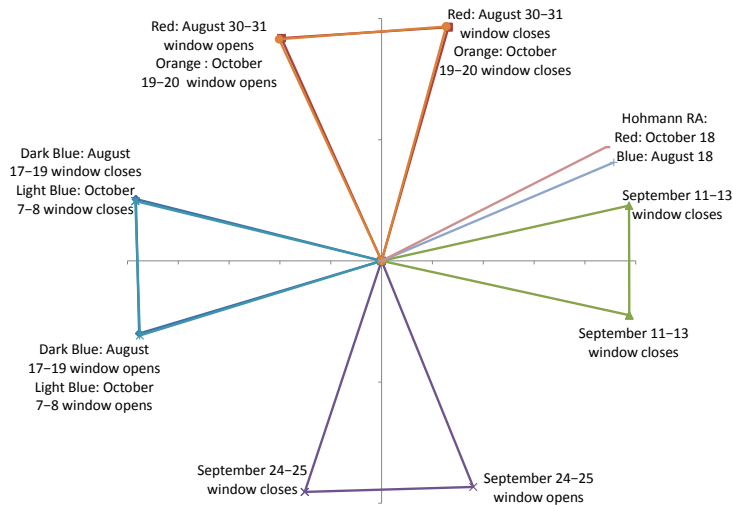 Red: August 30–31
window opens
Orange : October
19–20 window opens
Red: August 30–31
window closes
Orange: October
19–20 window closes
Hohmann RA:
Red: October 18
Blue: August 18
Dark Blue: August
17–19 window closes
Light Blue: October
7–8 window closes
September 11–13
window closes
September 11–13
window closes
Dark Blue: August
17–19 window opens
Light Blue: October
7–8 window opens
September 24–25
window closes
September 24–25
window opens